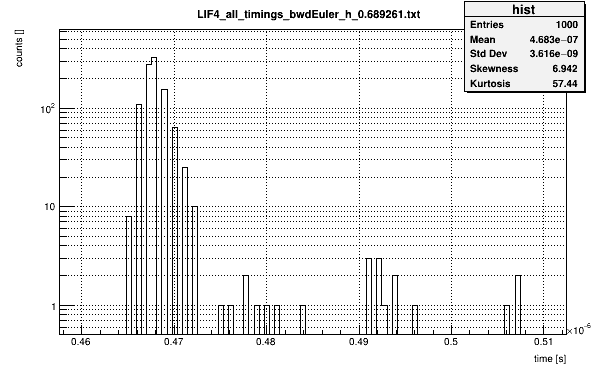 LIF4_all_timings_bwdEuler_h_0.689261.txt
hist
Entries 1000
Mean 4.683e−07
Std Dev 3.616e−09
Skewness 6.942
Kurtosis 57.44
counts []
10²
10
1
0.46 0.47 0.48 0.49 0.5 0.51
×10⁻⁶
time [s]